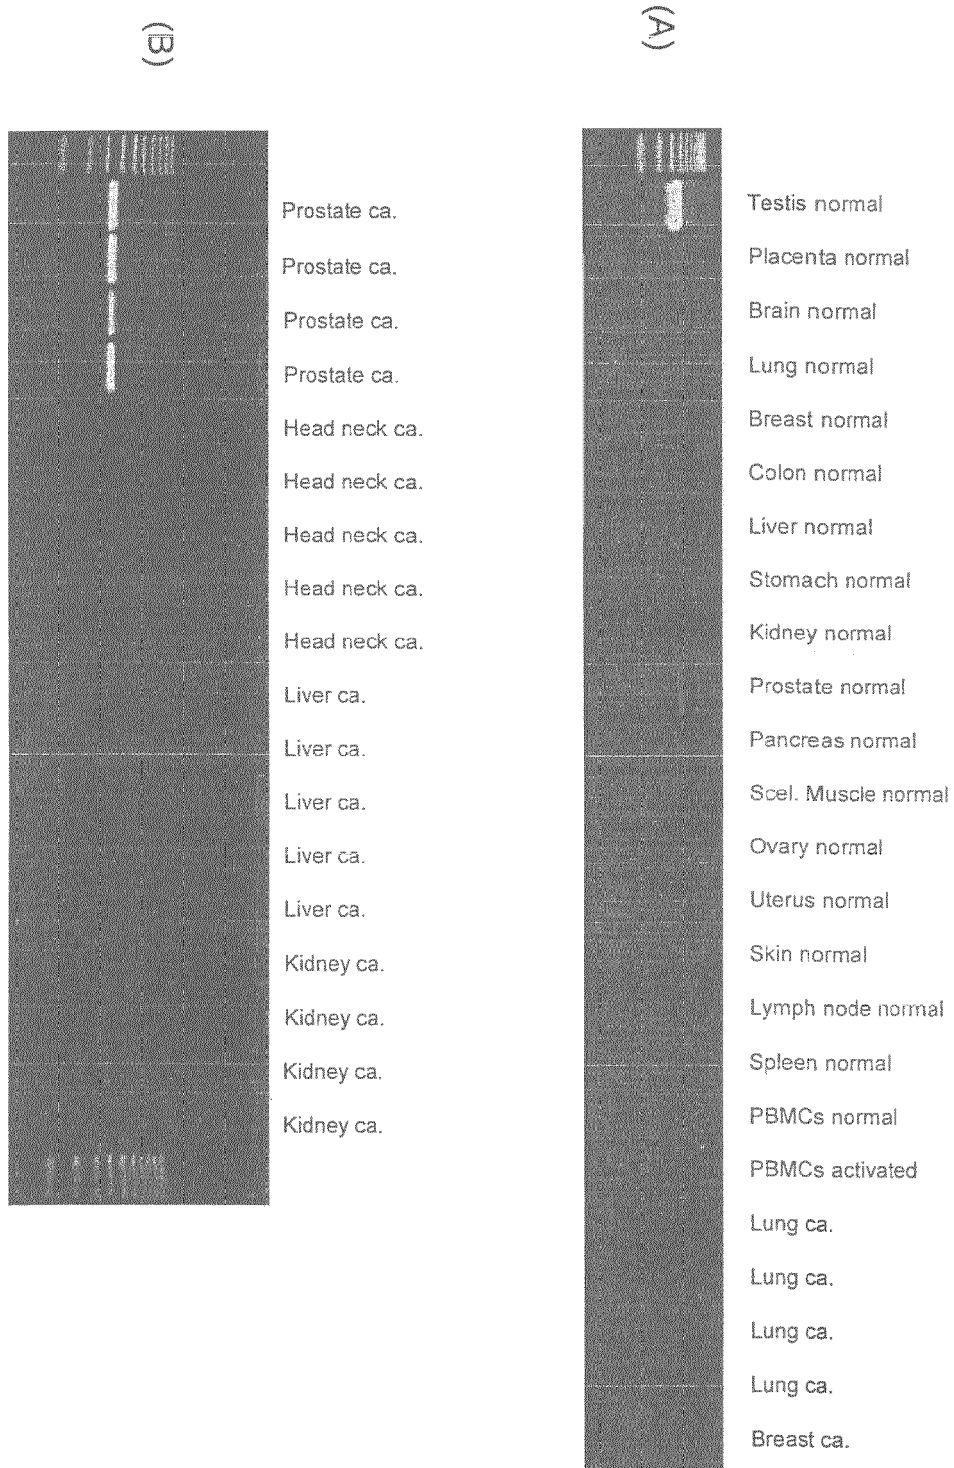 (A)
Testis normal
Placenta normal
Brain normal
Lung normal
Breast normal
Colon normal
Liver normal
Stomach normal
Kidney normal
Prostate normal
Pancreas normal
Scel. Muscle normal
Ovary normal
Uterus normal
Skin normal
Lymph node normal
Spleen normal
PBMCs normal
PBMCs activated
Lung ca.
Lung ca.
Lung ca.
Lung ca.
Breast ca.
(B)
Prostate ca.
Prostate ca.
Prostate ca.
Prostate ca.
Head neck ca.
Head neck ca.
Head neck ca.
Head neck ca.
Head neck ca.
Liver ca.
Liver ca.
Liver ca.
Liver ca.
Liver ca.
Kidney ca.
Kidney ca.
Kidney ca.
Kidney ca.